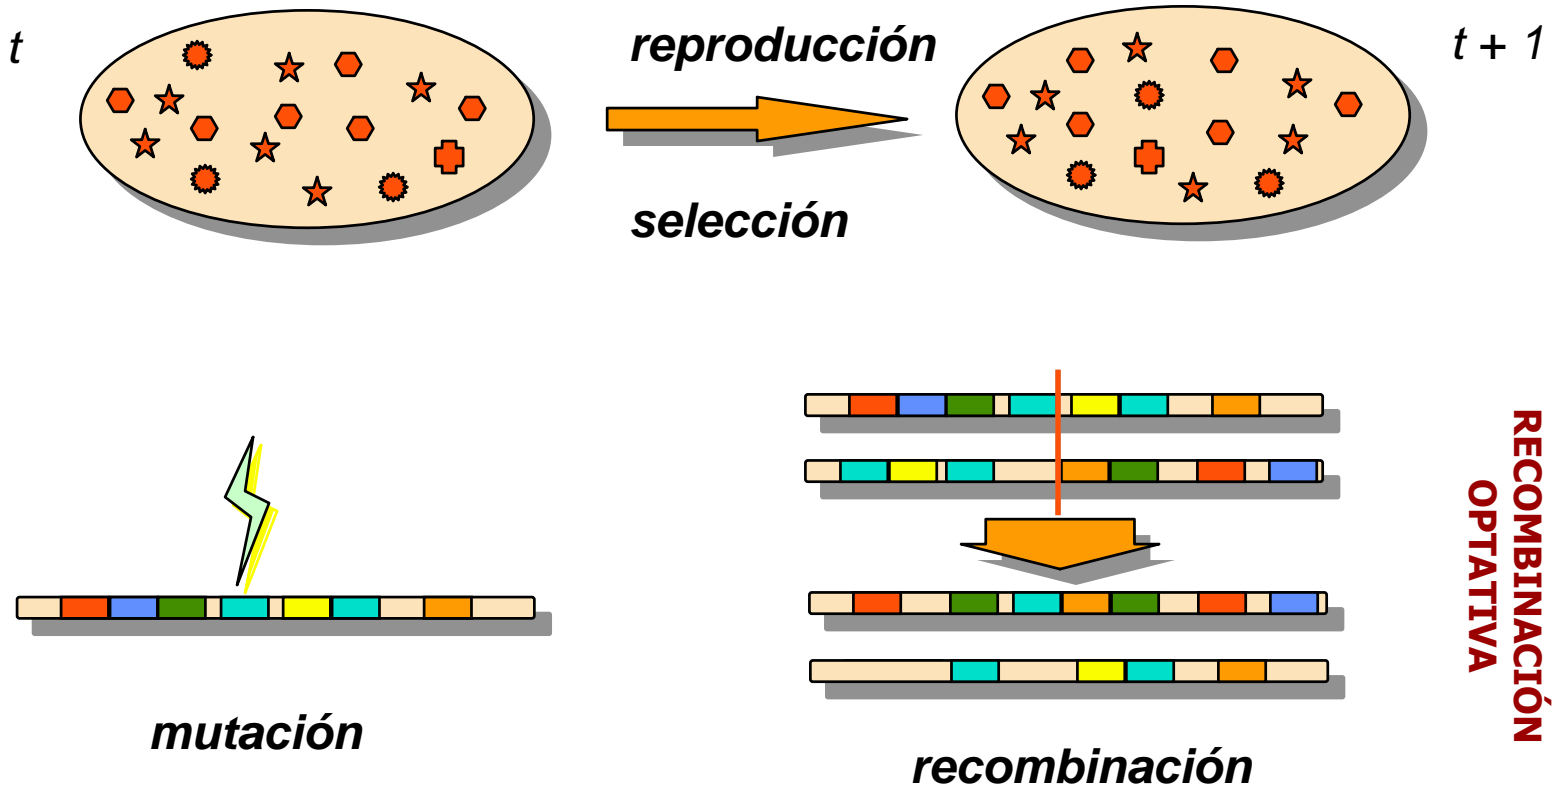 t
reproducción
t + 1
selección
mutación
recombinación
RECOMBINACIÓN
OPTATIVA